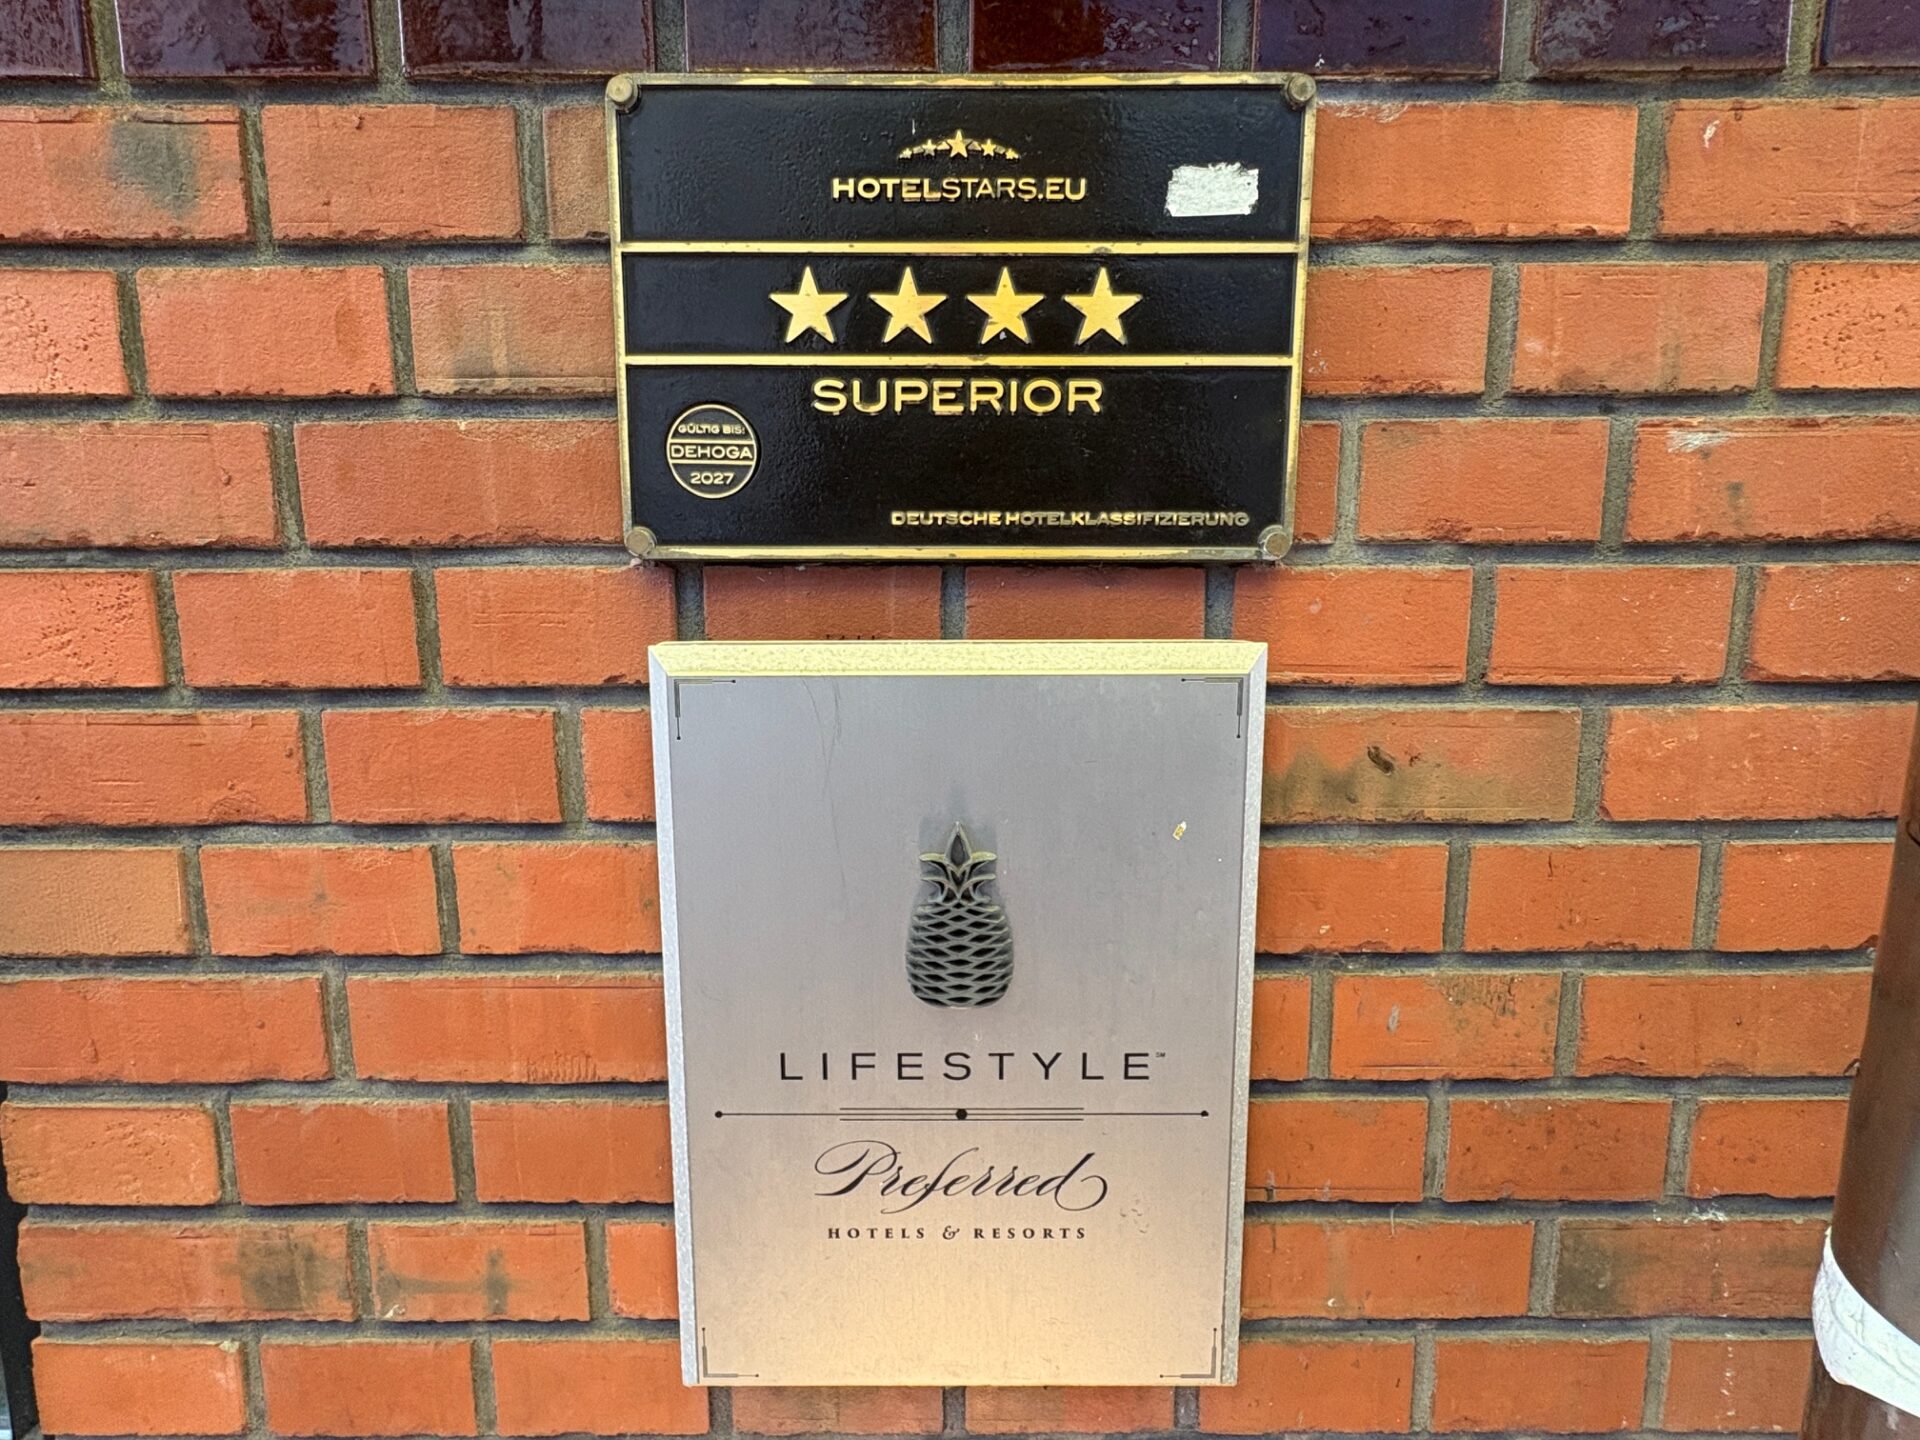 HOTELSTARS.EU
SUPERIOR
GÜLTIG BIS:
DEHOGA
2027
DEUTSCHE HOTELKLASSIFIZIERUNG
LIFESTYLE℠
Preferred
HOTELS & RESORTS